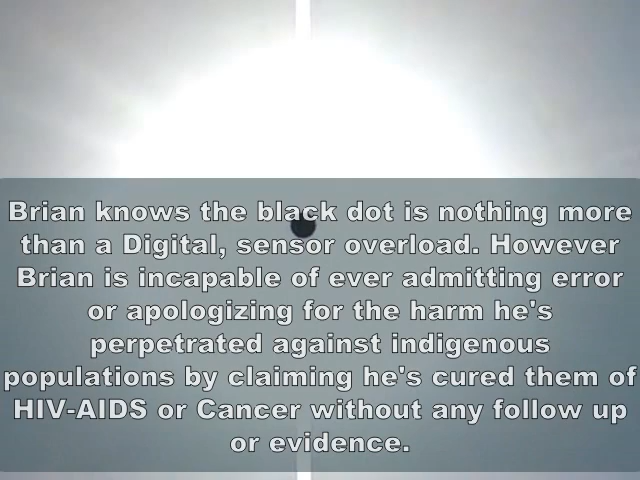 Brian knows the black dot is nothing more
than a Digital, sensor overload. However
Brian is incapable of ever admitting error
or apologizing for the harm he's
perpetrated against indigenous
populations by claiming he's cured them of
HIV-AIDS or Cancer without any follow up
or evidence.